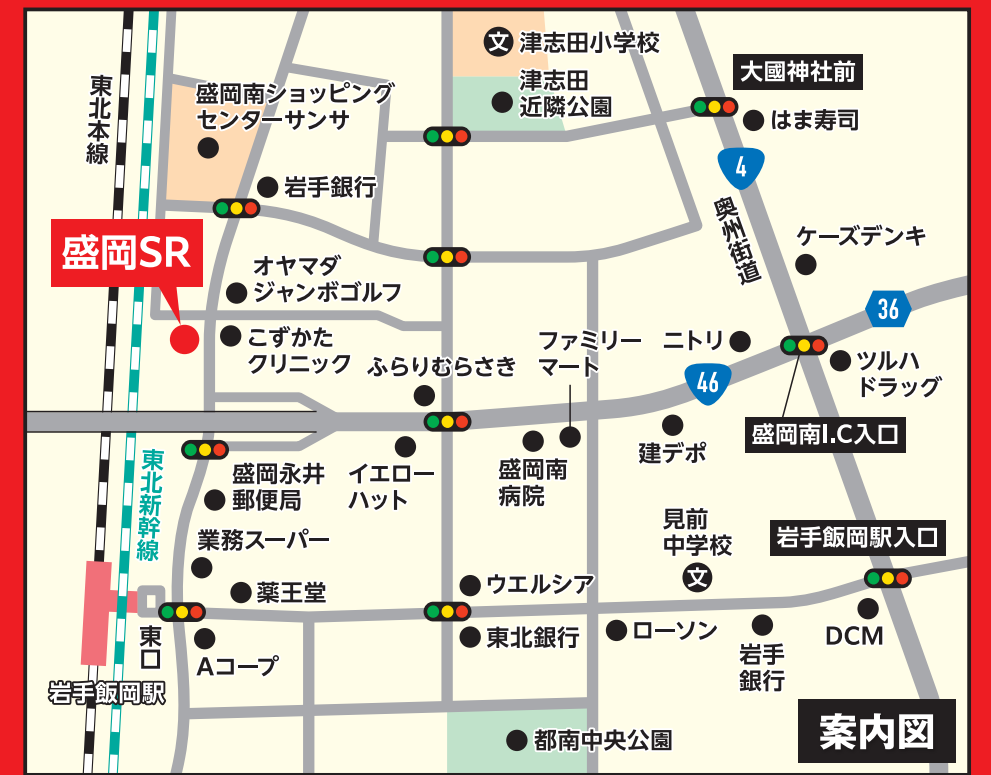 文 津志田小学校
大國神社前
津志田
近隣公園
はま寿司
東北本線
盛岡南ショッピング
センターサンサ
岩手銀行
4
奥州街道
ケーズデンキ
盛岡SR
オヤマダ
ジャンボゴルフ
36
こずかた
クリニック
ファミリー
マート
ニトリ
ツルハ
ドラッグ
ふらりむらさき
46
盛岡南I.C入口
建デポ
盛岡南
病院
イエロー
ハット
盛岡永井
郵便局
東北新幹線
見前
中学校
文
岩手飯岡駅入口
業務スーパー
薬王堂
ウエルシア
東北銀行
ローソン
岩手
銀行
DCM
東口
Aコープ
岩手飯岡駅
都南中央公園
案内図